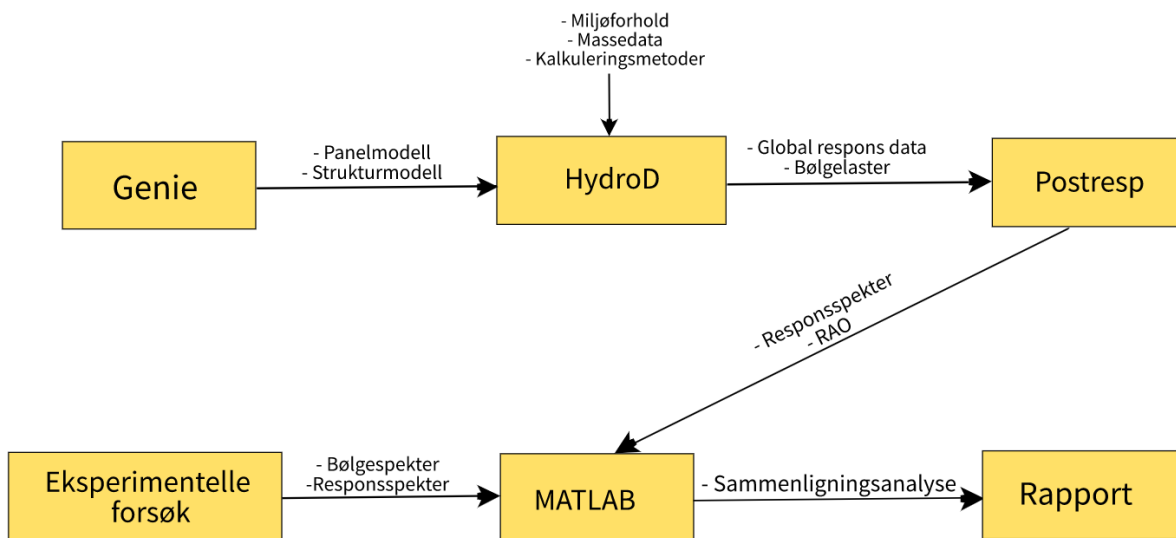 - Miljøforhold
- Massedata
- Kalkuleringsmetoder
Genie
- Panelmodell
- Strukturmodell
HydroD
- Global respons data
- Bølgelaster
Postresp
- Responsspekter
- RAO
Eksperimentelle
forsøk
- Bølgespekter
-Responsspekter
MATLAB
- Sammenligningsanalyse
Rapport